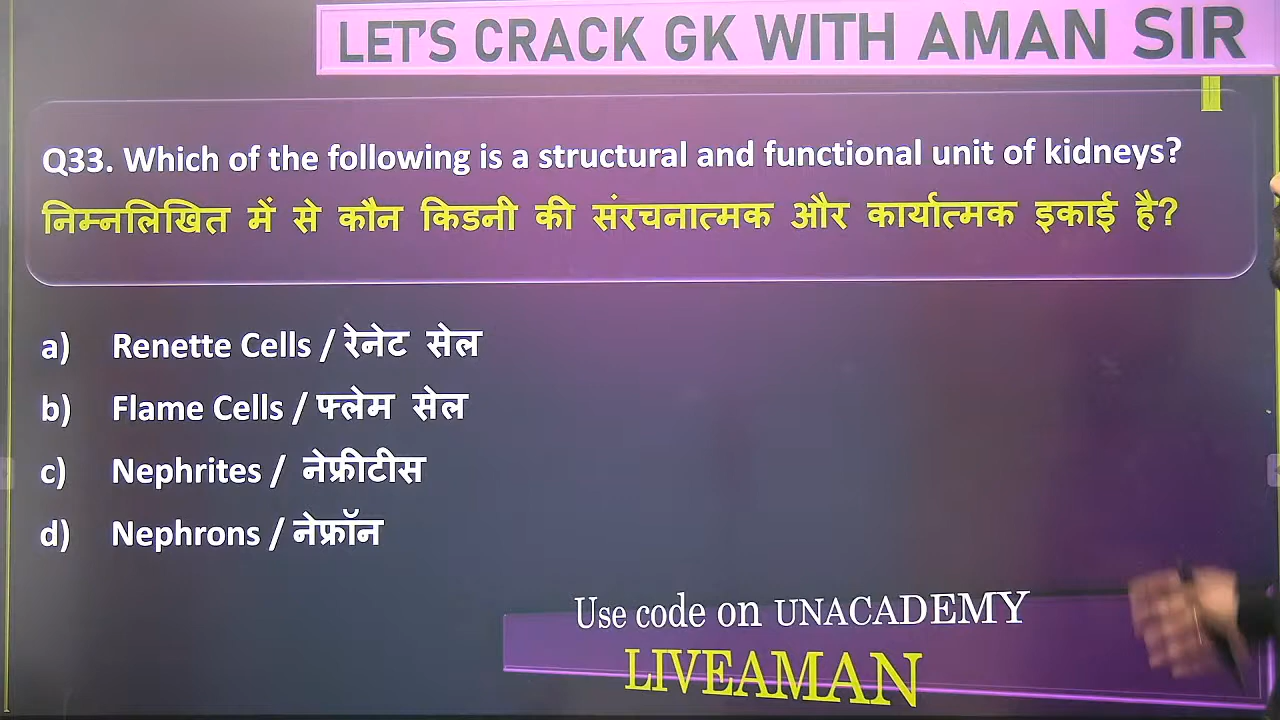 LET'S CRACK GK WITH AMAN SIR
Q33. Which of the following is a structural and functional unit of kidneys?
निम्नलिखित में से कौन किडनी की संरचनात्मक और कार्यात्मक इकाई है?
a) Renette Cells / रेनेट सेल
b) Flame Cells / फ्लेम सेल
c) Nephrites / नेफ्रीटीस
d) Nephrons / नेफ्रॉन
Use code on UNACADEMY
LIVEAMAN